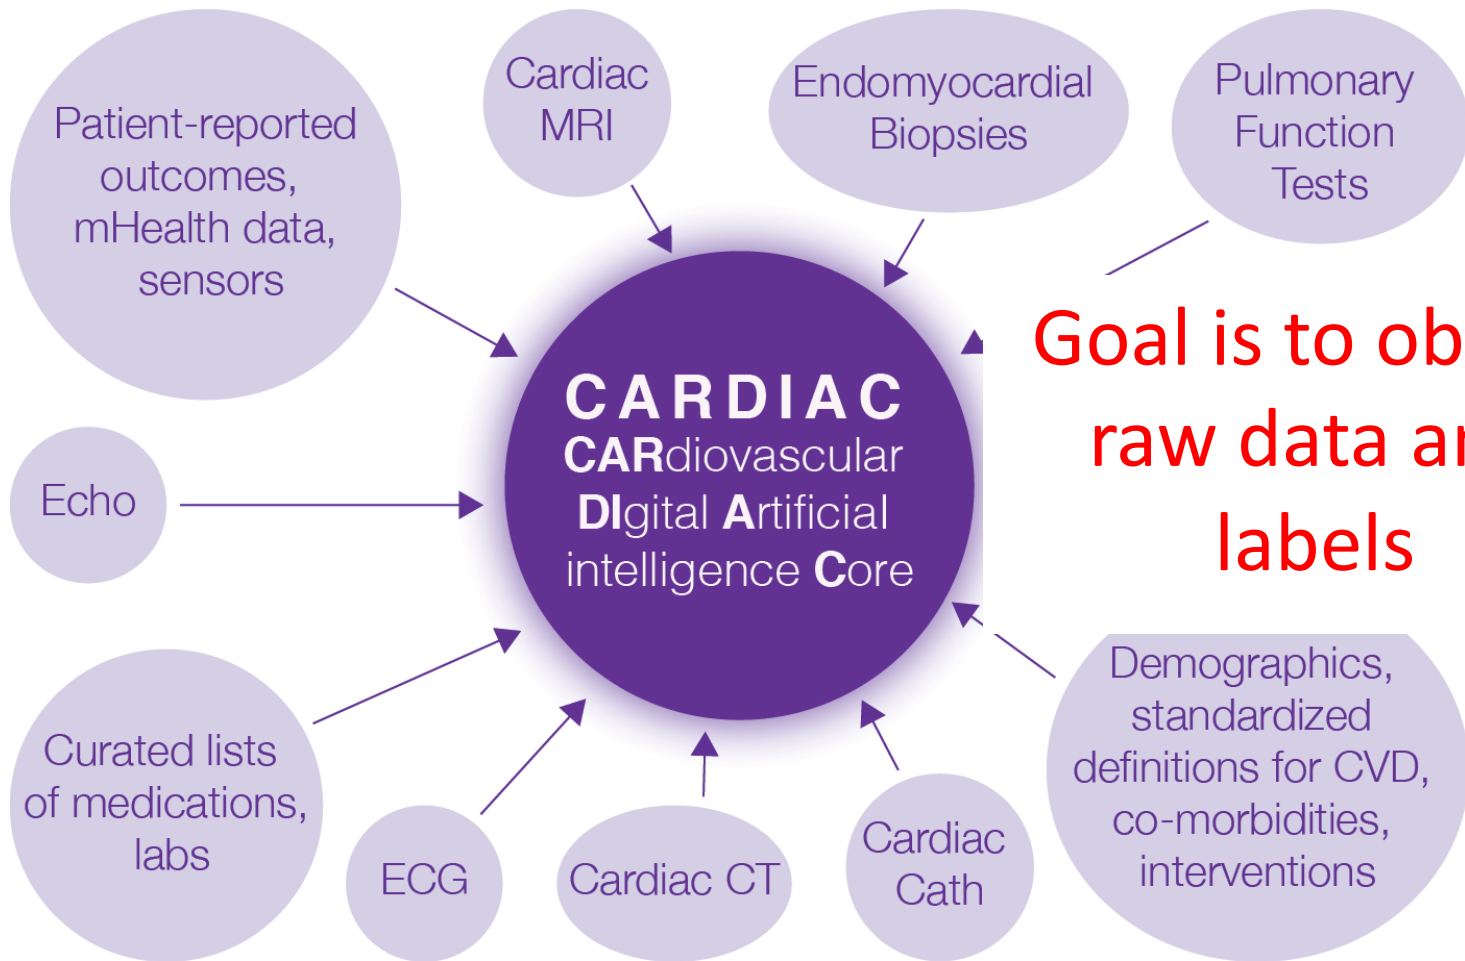 Patient-reported
outcomes,
mHealth data,
sensors
Cardiac
MRI
Endomyocardial
Biopsies
Pulmonary
Function
Tests
Goal is to ob
raw data a
labels
CARDIAC
CARdiovascular
DIgital Artificial
intelligence Core
Echo
Curated lists
of medications,
labs
ECG
Cardiac CT
Cardiac
Cath
Demographics,
standardized
definitions for CVD,
co-morbidities,
interventions